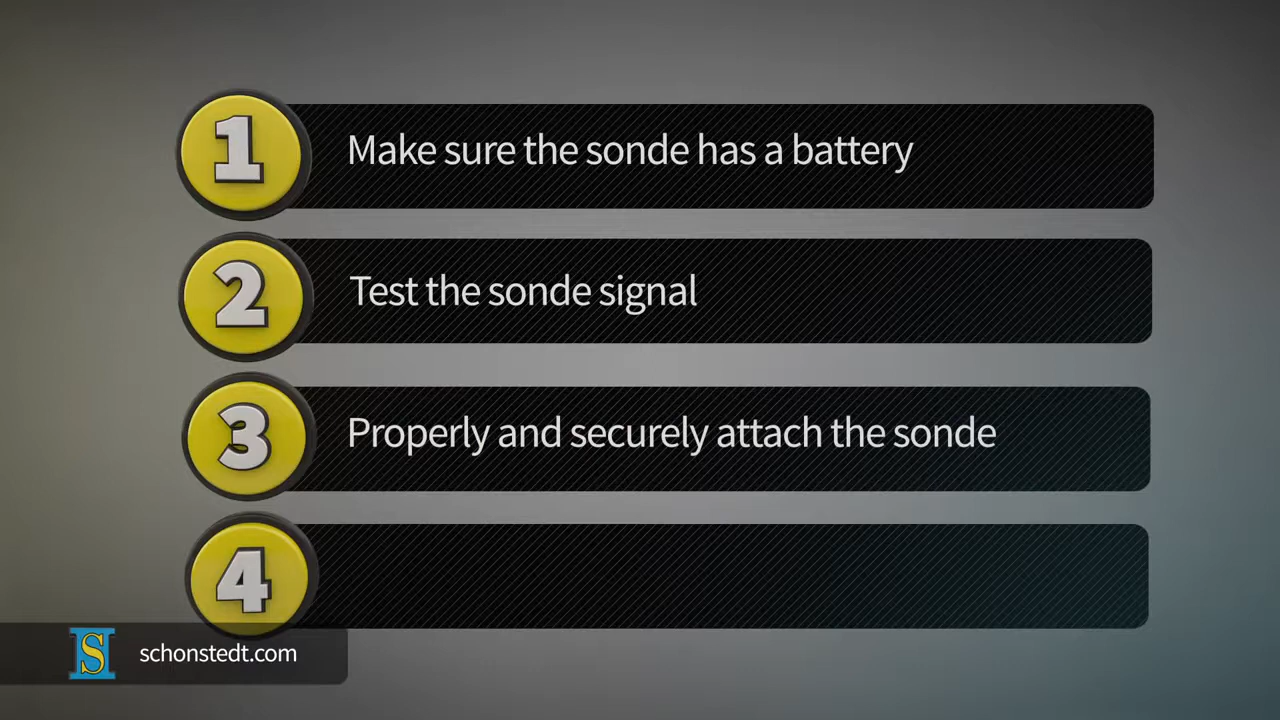 1
Make sure the sonde has a battery
2
Test the sonde signal
3
Properly and securely attach the sonde
4
S
schonstedt.com